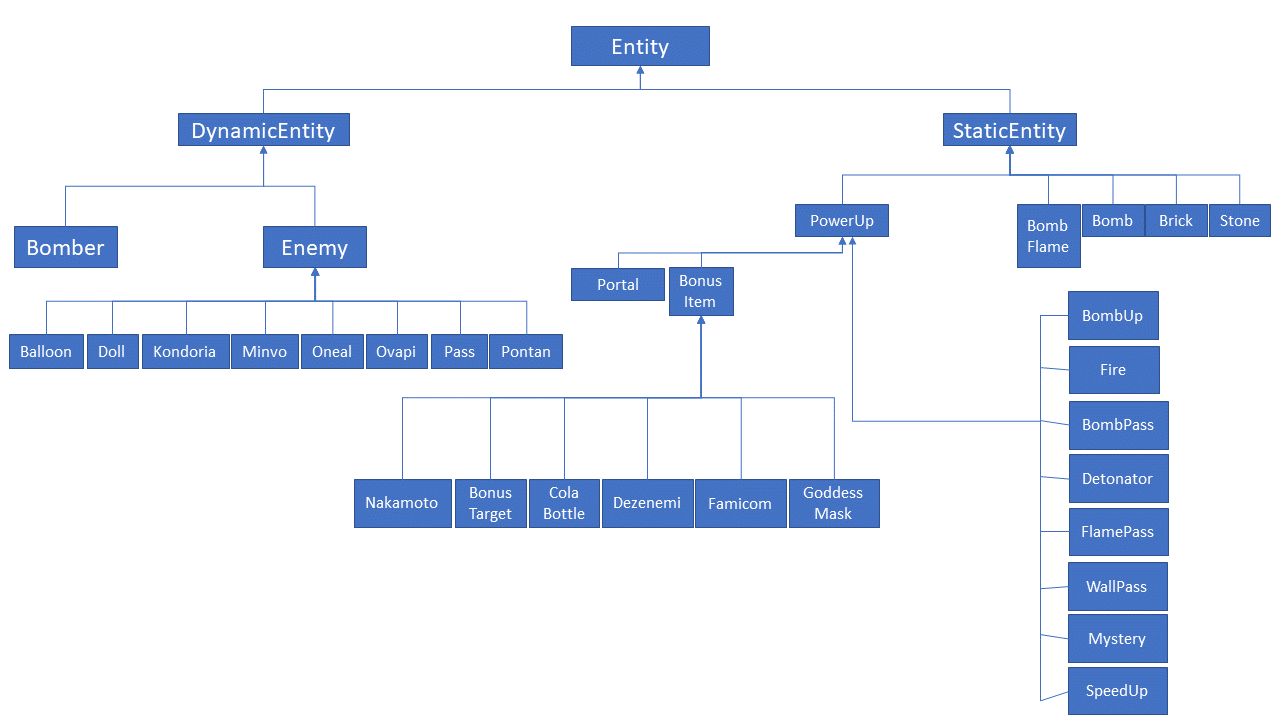 Entity
DynamicEntity
StaticEntity
Bomber
Enemy
PowerUp
Bomb
Flame
Bomb
Brick
Stone
Portal
Bonus
Item
Balloon
Doll
Kondoria
Minvo
Oneal
Ovapi
Pass
Pontan
Nakamoto
Bonus
Target
Cola
Bottle
Dezenemi
Famicom
Goddess
Mask
BombUp
Fire
BombPass
Detonator
FlamePass
WallPass
Mystery
SpeedUp